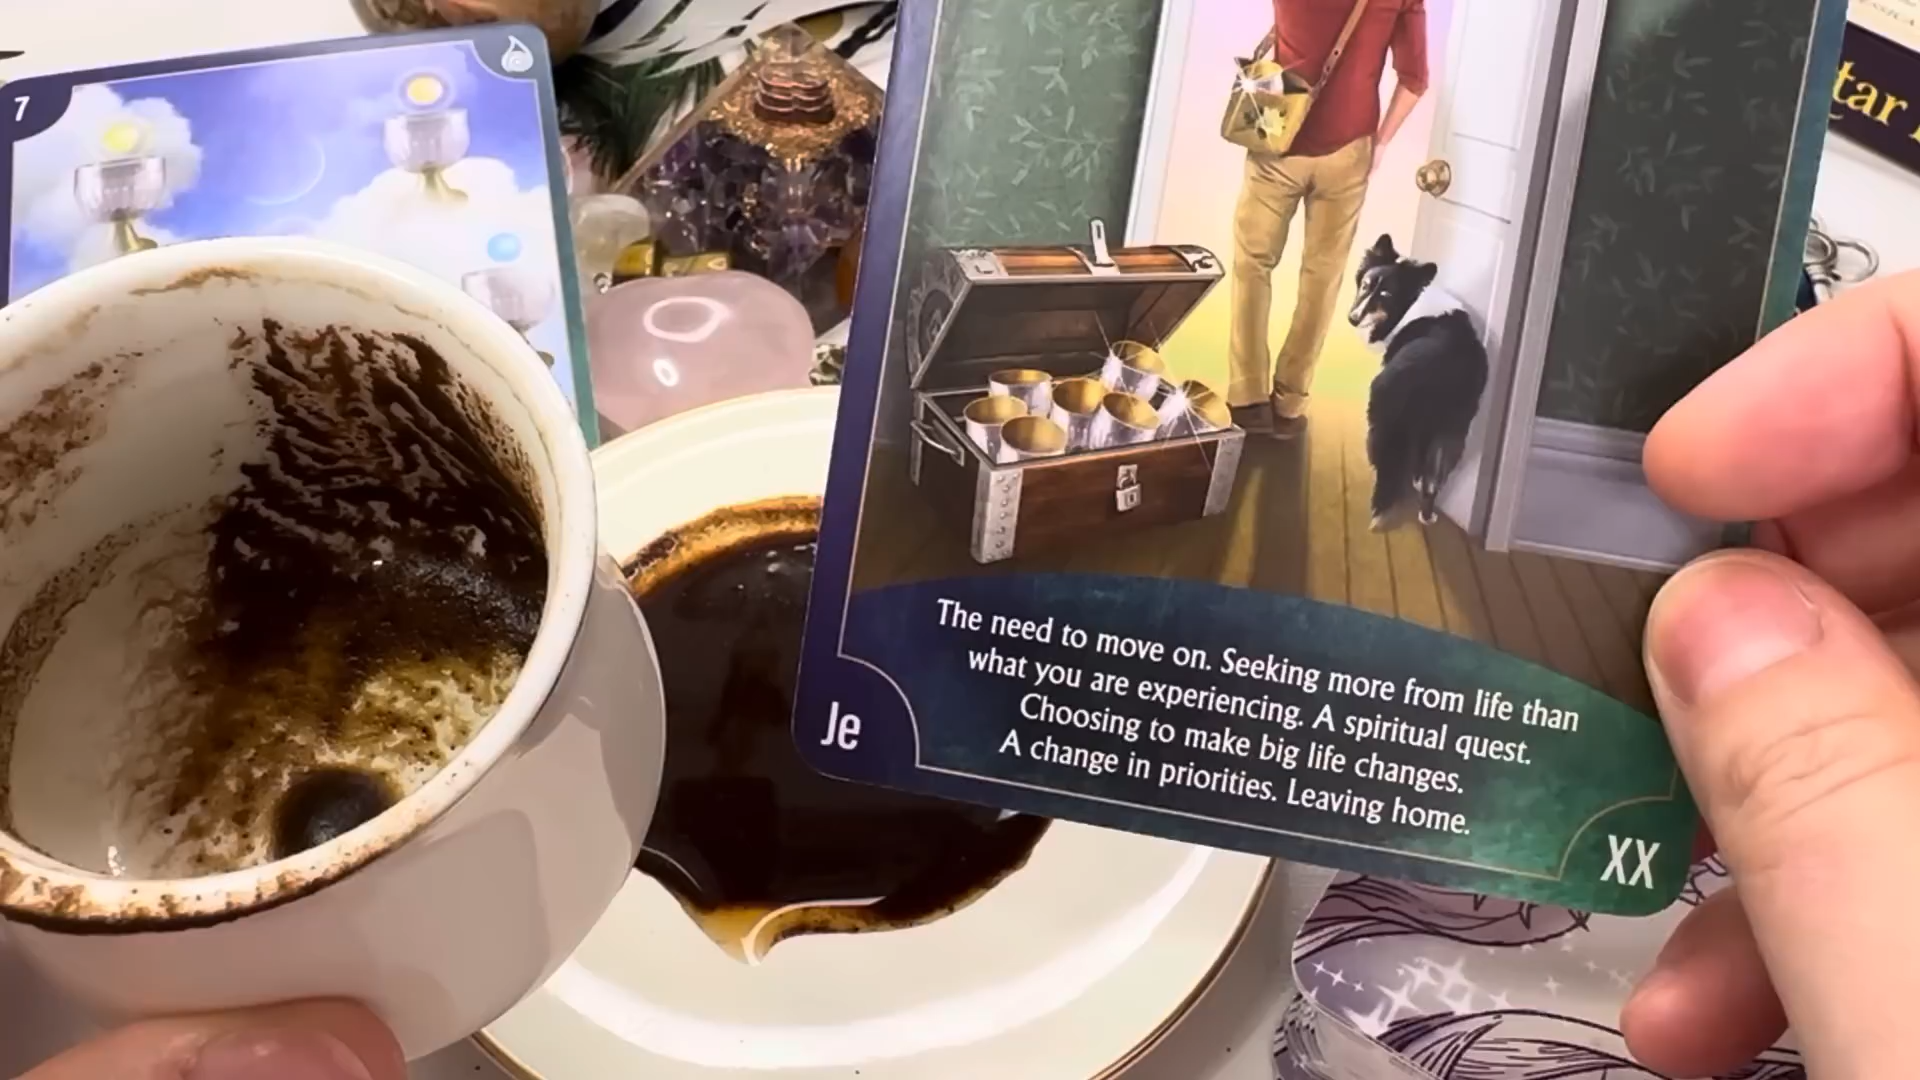 7
tar
The need to move on. Seeking more from life than
what you are experiencing. A spiritual quest.
Choosing to make big life changes.
A change in priorities. Leaving home.
Je
XX